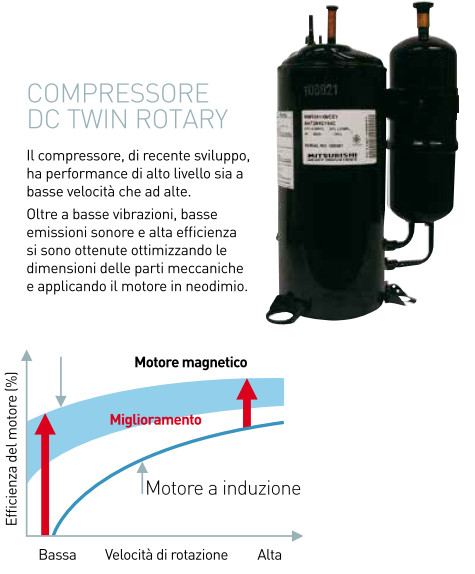 COMPRESSORE
DC TWIN ROTARY
Il compressore, di recente sviluppo,
ha performance di alto livello sia a
basse velocità che ad alte.
Oltre a basse vibrazioni, basse
emissioni sonore e alta efficienza
si sono ottenute ottimizzando le
dimensioni delle parti meccaniche
e applicando il motore in neodimio.
100921
MITSUBISHI
Motore magnetico
Miglioramento
Motore a induzione
Efficienza del motore (%)
Bassa Velocità di rotazione Alta